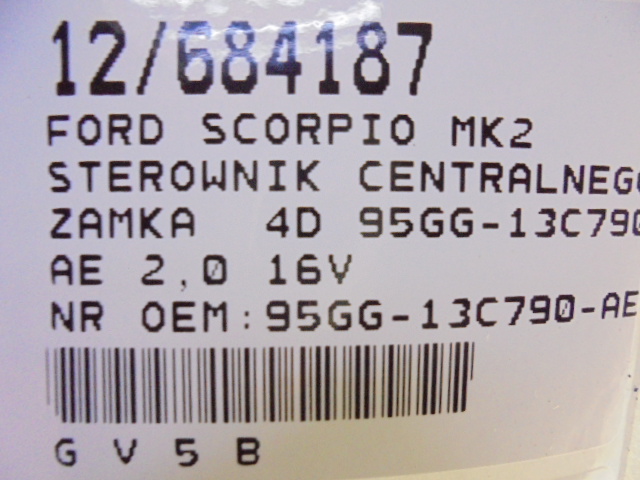 12/684187
FORD SCORPIO MK2
STEROWNIK CENTRALNEGO
ZAMKA 4D 95GG-13C790
AE 2,0 16V
NR OEM:95GG-13C790-AE
G V 5 B